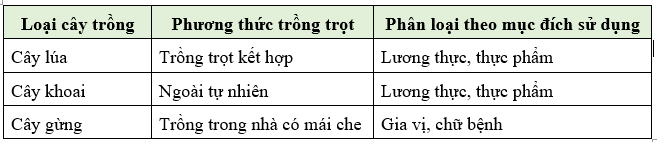 Loại cây trồng Phương thức trồng trọt Phân loại theo mục đích sử dụng
Cây lúa Trồng trọt kết hợp Lương thực, thực phẩm
Cây khoai Ngoài tự nhiên Lương thực, thực phẩm
Cây gừng Trồng trong nhà có mái che Gia vị, chữ bệnh